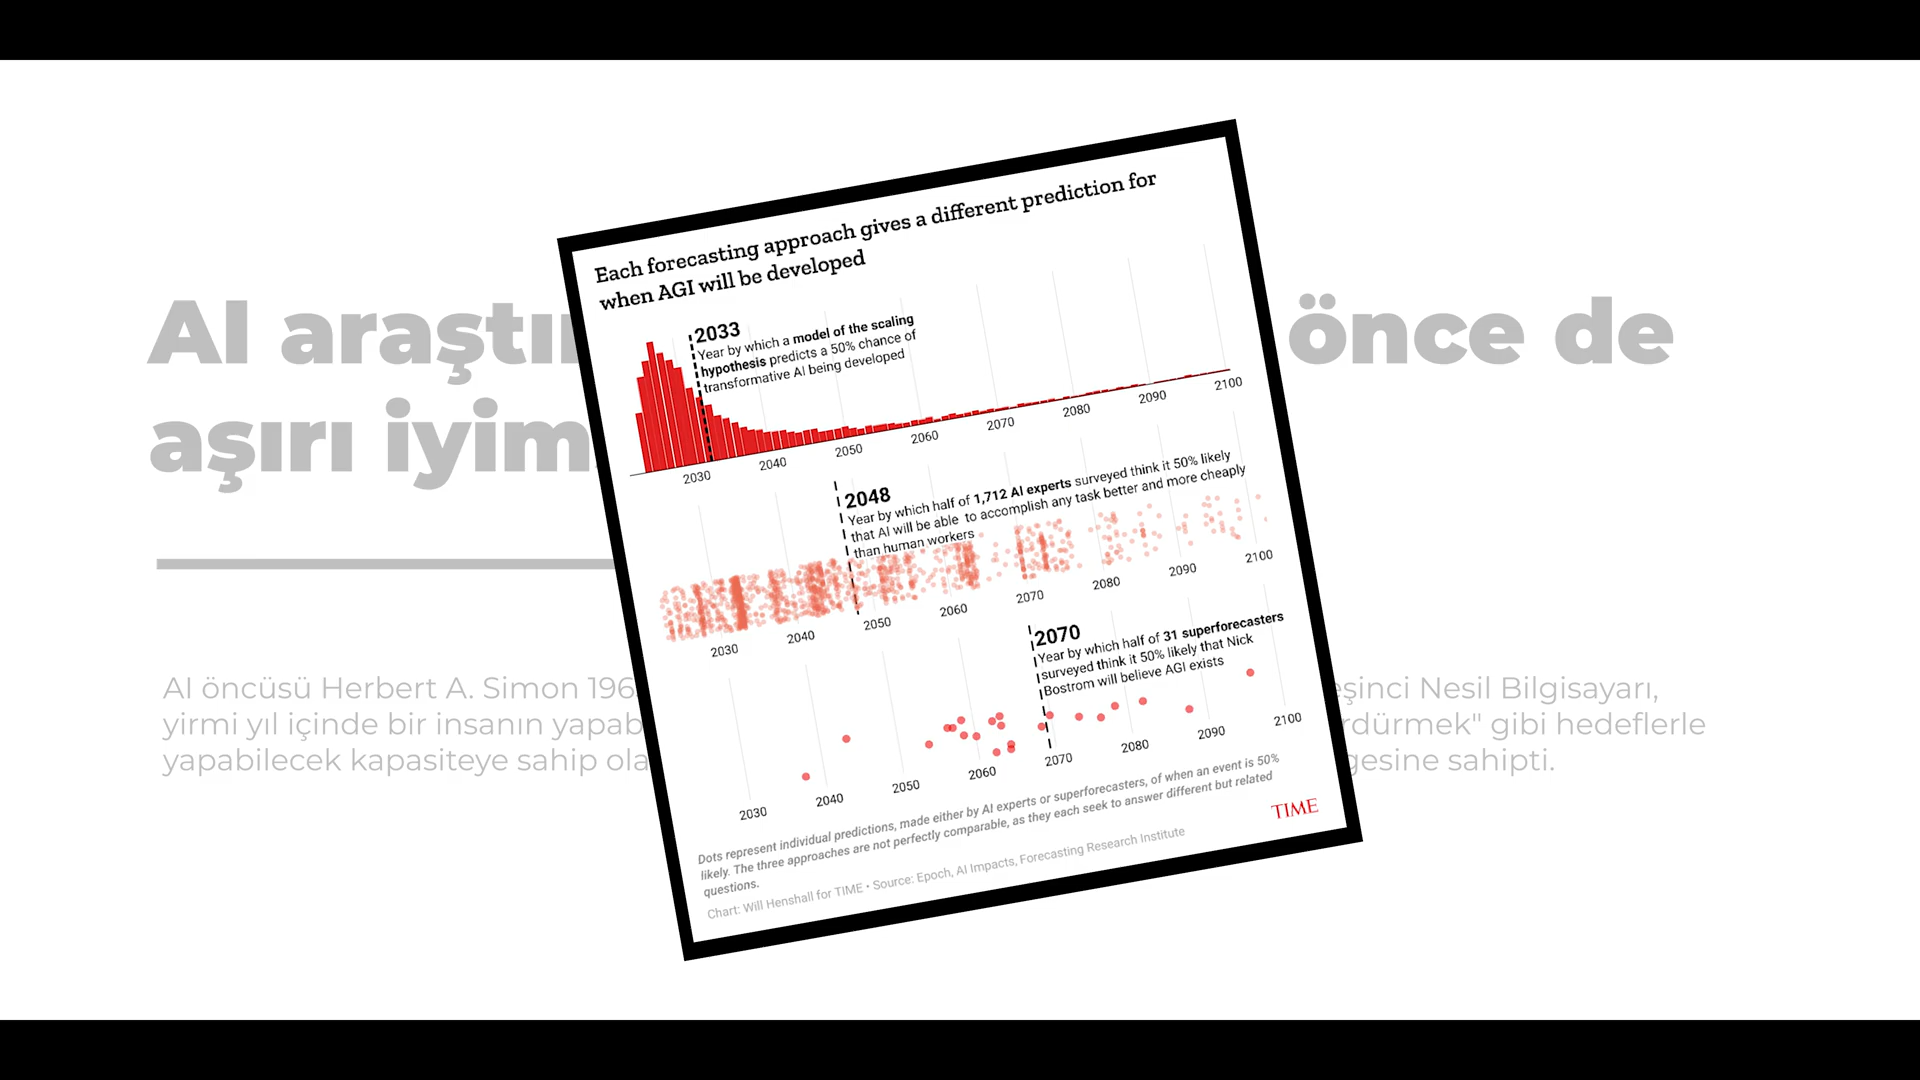 AI
önce de
AI öncüsü Herbert A. Simon
yirmi yıl içinde bir insanın
yapabilecek kapasiteye sahip
Nesil Bilgisayarı,
gibi hedeflerle
sahipti.
Each forecasting approach gives a different prediction for
when AGI will be developed
2033
Year by which a model of the scaling
hypothesis predicts a 50% chance of
transformative AI being developed
2030 2040 2050 2060 2070 2080 2090 2100
2048
Year by which half of 1,712 AI experts surveyed think it 50% likely
that AI will be able to accomplish any task better and more cheaply
than human workers
2030 2040 2050 2060 2070 2080 2090 2100
2070
Year by which half of 31 superforecasters
surveyed think it 50% likely that Nick
Bostrom will believe AGI exists
2030 2040 2050 2060 2070 2080 2090 2100
Dots represent individual predictions, made either by AI experts or superforecasters, of when an event is 50%
likely. The three approaches are not perfectly comparable, as they each seek to answer different but related
questions.
Chart: Will Henshall for TIME • Source: Epoch, AI Impacts, Forecasting Research Institute
TIME